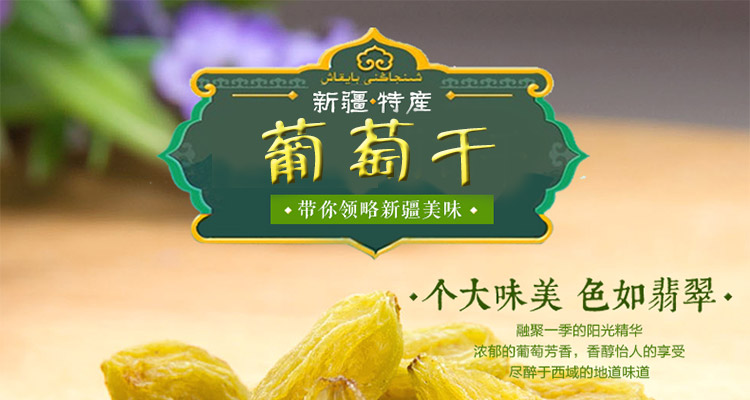 شىنجاڭنى بايقاش
新疆·特産
葡萄干
·带你领略新疆美味·
·个大味美 色如翡翠·
融聚一季的阳光精华
浓郁的葡萄芳香，香醇怡人的享受
尽醉于西域的地道味道